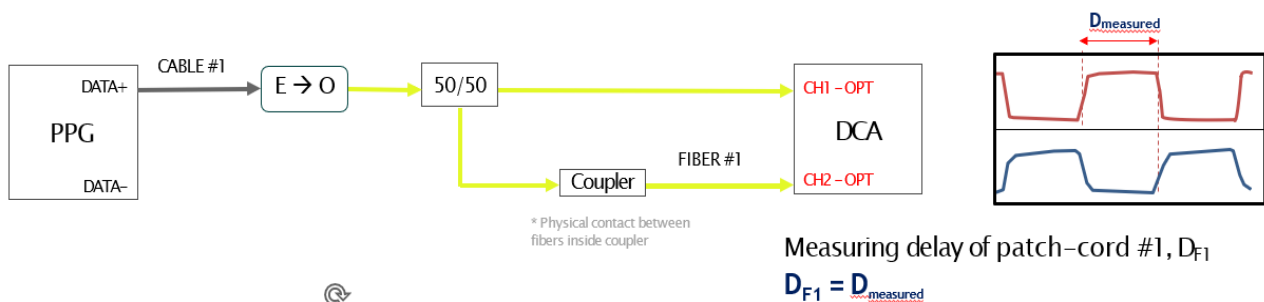 Dmeasured
CABLE #1
DATA+
E → O
50/50
CH1-OPT
PPG
DCA
FIBER #1
DATA-
Coupler
CH2-OPT
* Physical contact between
fibers inside coupler
Measuring delay of patch-cord #1, DF1
DF1 = Dmeasured